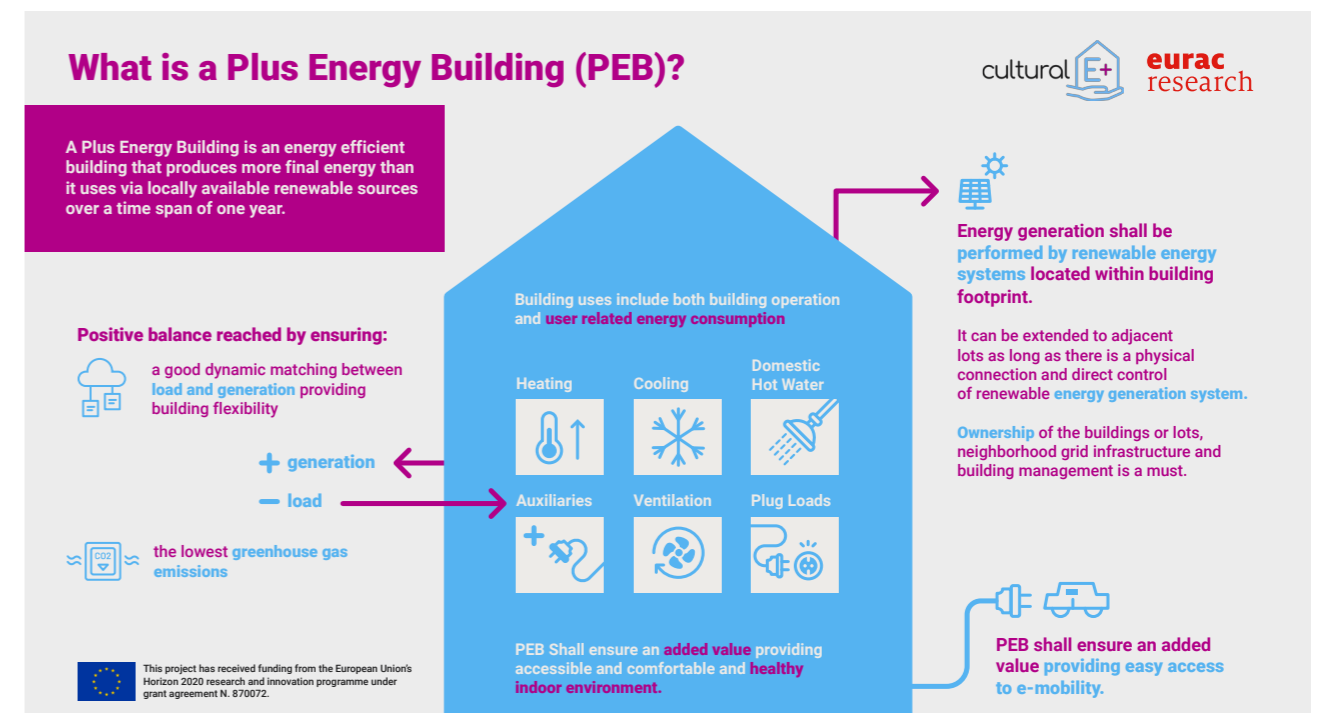 What is a Plus Energy Building (PEB)?
cultural E+
eurac
research
A Plus Energy Building is an energy efficient
building that produces more final energy than
it uses via locally available renewable sources
over a time span of one year.
Positive balance reached by ensuring:
a good dynamic matching between
load and generation providing
building flexibility
+ generation
− load
CO2
the lowest greenhouse gas
emissions
This project has received funding from the European Union's
Horizon 2020 research and innovation programme under
grant agreement N. 870072.
Building uses include both building operation
and user related energy consumption
Heating
Cooling
Domestic
Hot Water
Auxiliaries
Ventilation
Plug Loads
PEB Shall ensure an added value providing
accessible and comfortable and healthy
indoor environment.
Energy generation shall be
performed by renewable energy
systems located within building
footprint.
It can be extended to adjacent
lots as long as there is a physical
connection and direct control
of renewable energy generation system.
Ownership of the buildings or lots,
neighborhood grid infrastructure and
building management is a must.
PEB shall ensure an added
value providing easy access
to e-mobility.